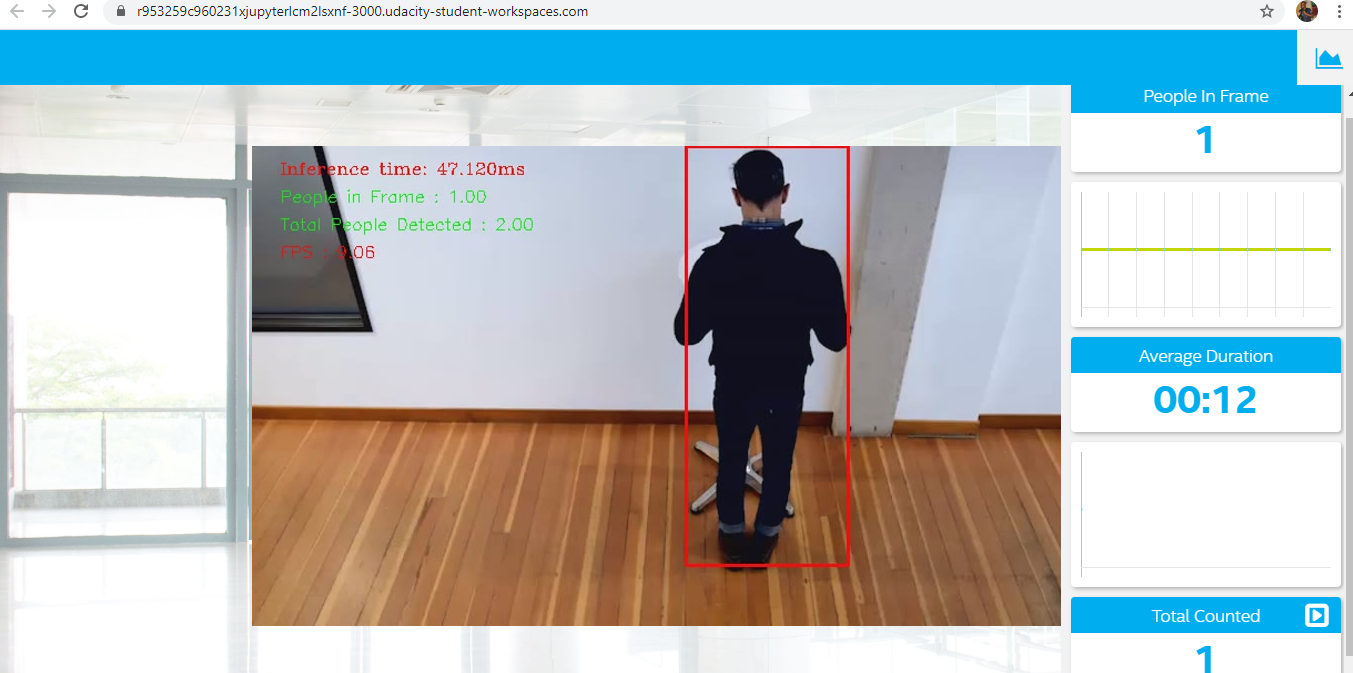 r953259c960231xjupyterlcm2lsxnf-3000.udacity-student-workspaces.com
People In Frame
1
Inference time: 47.120ms
People in Frame : 1.00
Total People Detected : 2.00
FPS : 9.06
Average Duration
00:12
Total Counted
1